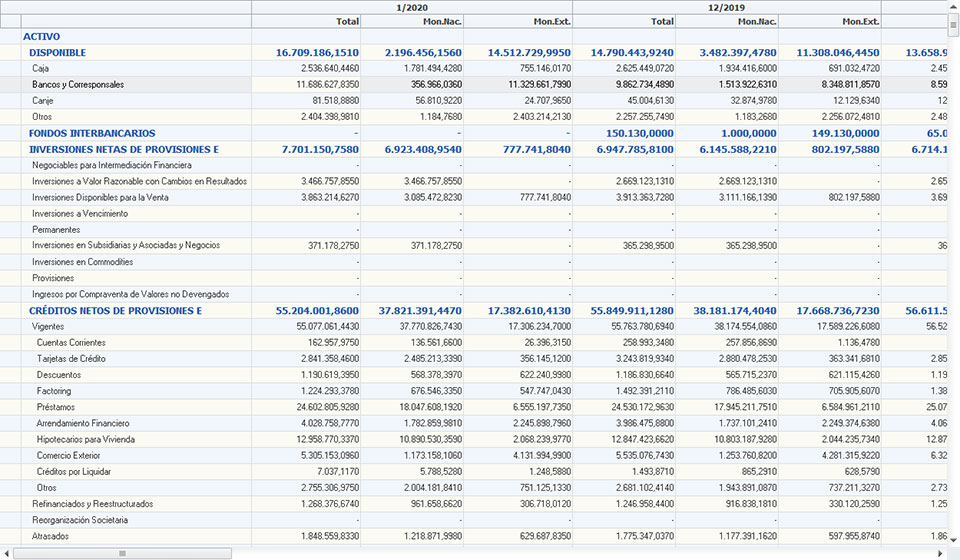 1/2020 12/2019
Total Mon.Nac. Mon.Ext. Total Mon.Nac. Mon.Ext.
ACTIVO
DISPONIBLE 16.709.186,1510 2.196.456,1560 14.512.729,9950 14.790.443,9240 3.482.397,4780 11.308.046,4450 13.658.9
Caja 2.536.640,4460 1.781.494,4280 755.146,0170 2.625.449,0720 1.934.416,6000 691.032,4720 2.45
Bancos y Corresponsales 11.686.627,8350 356.966,0360 11.329.661,7990 9.862.734,4890 1.513.922,6310 8.348.811,8570 8.59
Canje 81.518,8880 56.810,9220 24.707,9650 45.004,6130 32.874,9780 12.129,6340 12
Otros 2.404.398,9810 1.184,7680 2.403.214,2130 2.257.255,7490 1.183,2680 2.256.072,4810 2.48
FONDOS INTERBANCARIOS - - - 150.130,0000 1.000,0000 149.130,0000 65.0
INVERSIONES NETAS DE PROVISIONES E 7.701.150,7580 6.923.408,9540 777.741,8040 6.947.785,8100 6.145.588,2210 802.197,5880 6.714.1
Negociables para Intermediación Financiera - - - - - -
Inversiones a Valor Razonable con Cambios en Resultados 3.466.757,8550 3.466.757,8550 - 2.669.123,1310 2.669.123,1310 - 2.65
Inversiones Disponibles para la Venta 3.863.214,6270 3.085.472,8230 777.741,8040 3.913.363,7280 3.111.166,1390 802.197,5880 3.69
Inversiones a Vencimiento - - - - - -
Permanentes - - - - - -
Inversiones en Subsidiarias y Asociadas y Negocios 371.178,2750 371.178,2750 - 365.298,9500 365.298,9500 - 36
Inversiones en Commodities - - - - - -
Provisiones - - - - - -
Ingresos por Compraventa de Valores no Devengados - - - - - -
CRÉDITOS NETOS DE PROVISIONES E 55.204.001,8600 37.821.391,4470 17.382.610,4130 55.849.911,1280 38.181.174,4040 17.668.736,7230 56.611.5
Vigentes 55.077.061,4430 37.770.826,7430 17.306.234,7000 55.763.780,6940 38.174.554,0860 17.589.226,6080 56.52
Cuentas Corrientes 162.957,9750 136.561,6600 26.396,3150 258.993,3480 257.856,8690 1.136,4780
Tarjetas de Crédito 2.841.358,4600 2.485.213,3390 356.145,1200 3.243.819,9340 2.880.478,2530 363.341,6810 2.85
Descuentos 1.190.619,3950 568.378,3970 622.240,9980 1.186.830,6640 565.715,2370 621.115,4260 1.19
Factoring 1.224.293,3780 676.546,3350 547.747,0430 1.492.391,2110 786.485,6030 705.905,6070 1.38
Préstamos 24.602.805,9280 18.047.608,1920 6.555.197,7350 24.530.172,9630 17.945.211,7510 6.584.961,2110 25.07
Arrendamiento Financiero 4.028.758,7770 1.782.859,9810 2.245.898,7960 3.986.475,8800 1.737.101,2410 2.249.374,6380 4.06
Hipotecarios para Vivienda 12.958.770,3370 10.890.530,3590 2.068.239,9770 12.847.423,6620 10.803.187,9280 2.044.235,7340 12.87
Comercio Exterior 5.305.153,0960 1.173.158,1060 4.131.994,9900 5.535.076,7430 1.253.760,8200 4.281.315,9220 6.32
Créditos por Liquidar 7.037,1170 5.788,5280 1.248,5880 1.493,8710 865,2910 628,5790
Otros 2.755.306,9750 2.004.181,8410 751.125,1330 2.681.102,4140 1.943.891,0870 737.211,3270 2.73
Refinanciados y Reestructurados 1.268.376,6740 961.658,6620 306.718,0120 1.246.958,4400 916.838,1810 330.120,2590 1.25
Reorganización Societaria - - - - - -
Atrasados 1.848.559,8330 1.218.871,9980 629.687,8350 1.775.347,0370 1.177.391,1620 597.955,8740 1.86